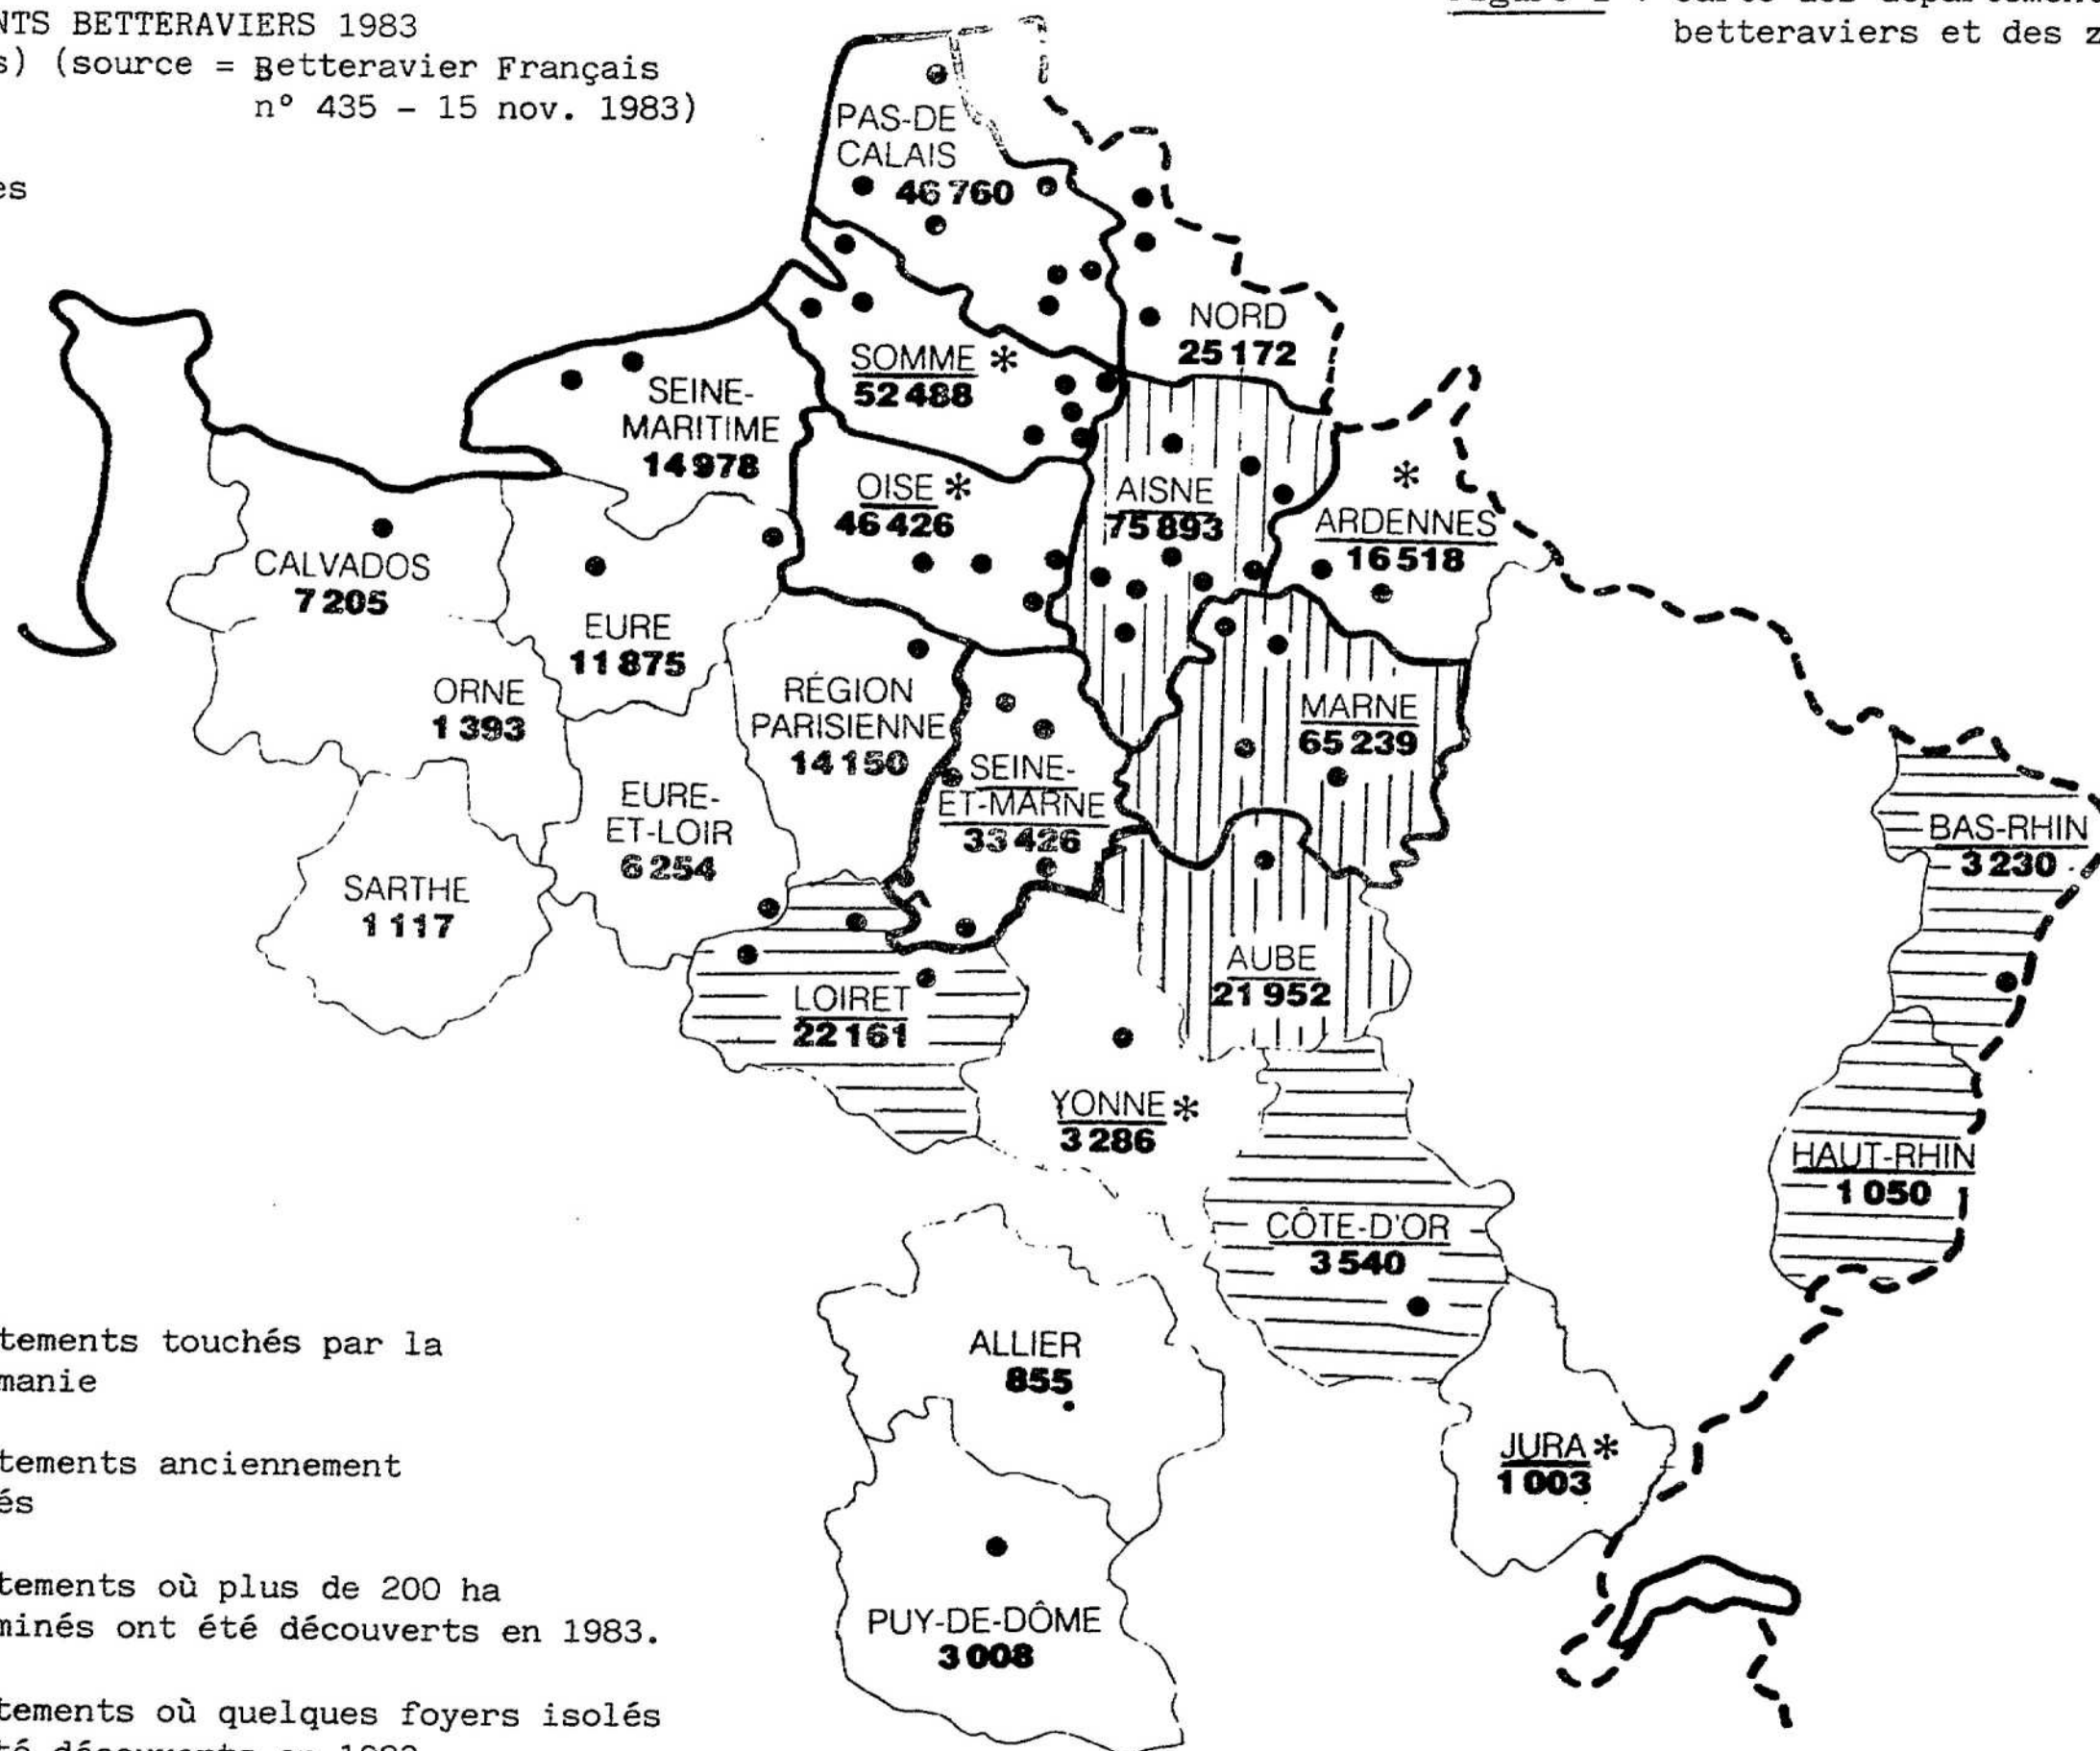 NTS BETTERAVIERS 1983
s) (source = Betteravier Français
n° 435 - 15 nov. 1983)
es
betteraviers et des z
PAS-DE
CALAIS
46 760
NORD
25 172
SOMME *
52 488
SEINE-
MARITIME
14 978
OISE *
46 426
AISNE
75 893
*
ARDENNES
16 518
CALVADOS
7 205
EURE
11 875
ORNE
1 393
RÉGION
PARISIENNE
14 150
MARNE
65 239
SEINE-
ET-MARNE
33 426
EURE-
ET-LOIR
6 254
BAS-RHIN
3 230
SARTHE
1 117
AUBE
21 952
LOIRET
22 161
YONNE *
3 286
HAUT-RHIN
1 050
CÔTE-D'OR
3 540
ALLIER
855
JURA *
1 003
PUY-DE-DÔME
3 008
tements touchés par la
manie
tements anciennement
és
tements où plus de 200 ha
minés ont été découverts en 1983.
tements où quelques foyers isolés